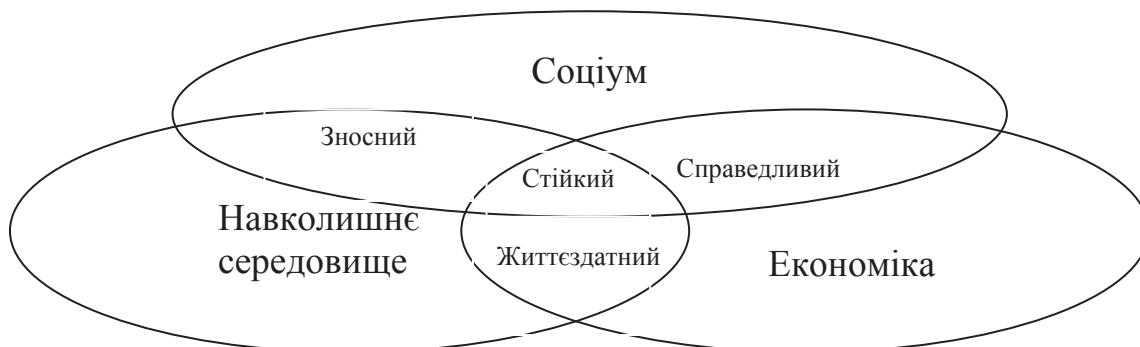 Соціум
Зносний
Справедливий
Стійкий
Навколишнє
середовище
Життєздатний
Економіка